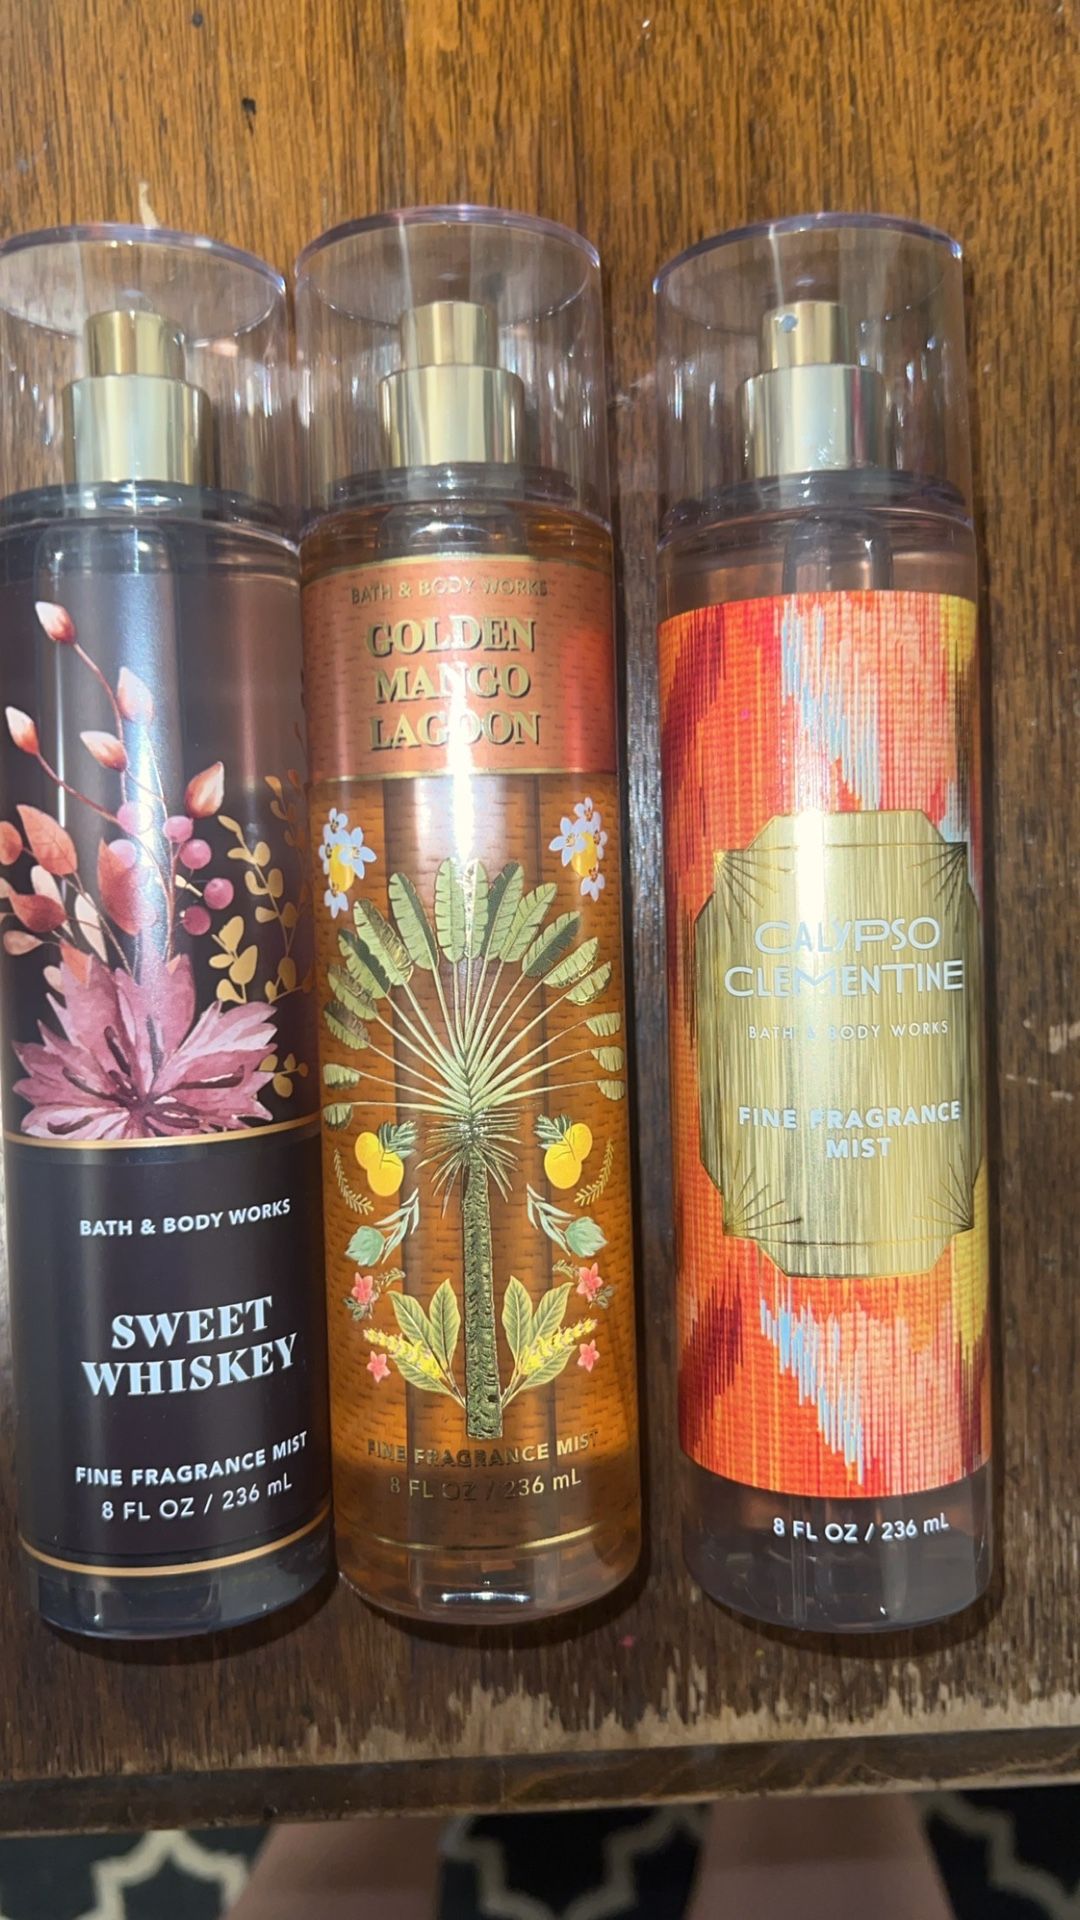 BATH & BODY WORKS
SWEET
WHISKEY
FINE FRAGRANCE MIST
8 FL OZ / 236 mL
BATH & BODY WORKS
GOLDEN
MANGO
LAGOON
FINE FRAGRANCE MIST
8 FL OZ / 236 mL
CALYPSO
CLEMENTINE
BATH & BODY WORKS
FINE FRAGRANCE
MIST
8 FL OZ / 236 mL